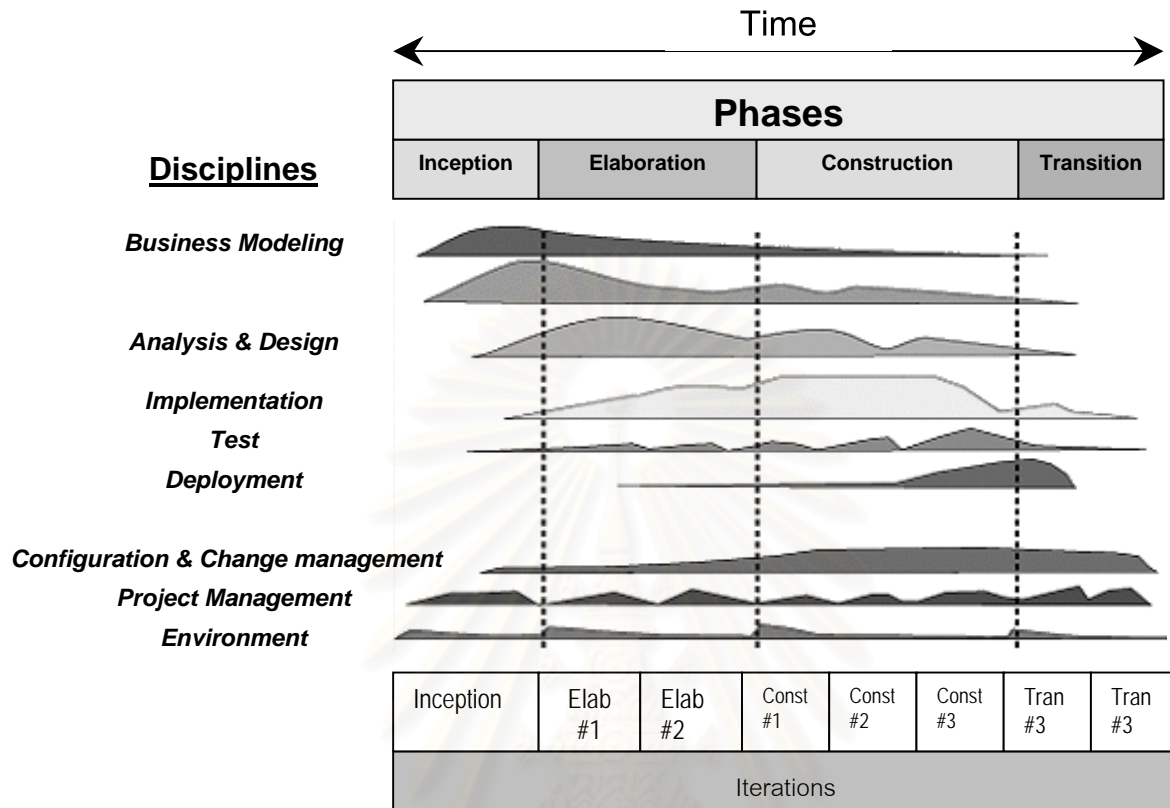 Time
Phases
Disciplines
Inception Elaboration Construction Transition
Business Modeling
Analysis & Design
Implementation
Test
Deployment
Configuration & Change management
Project Management
Environment
Inception Elab Elab Const Const Const Tran Tran
#1 #2 #1 #2 #3 #3 #3
Iterations